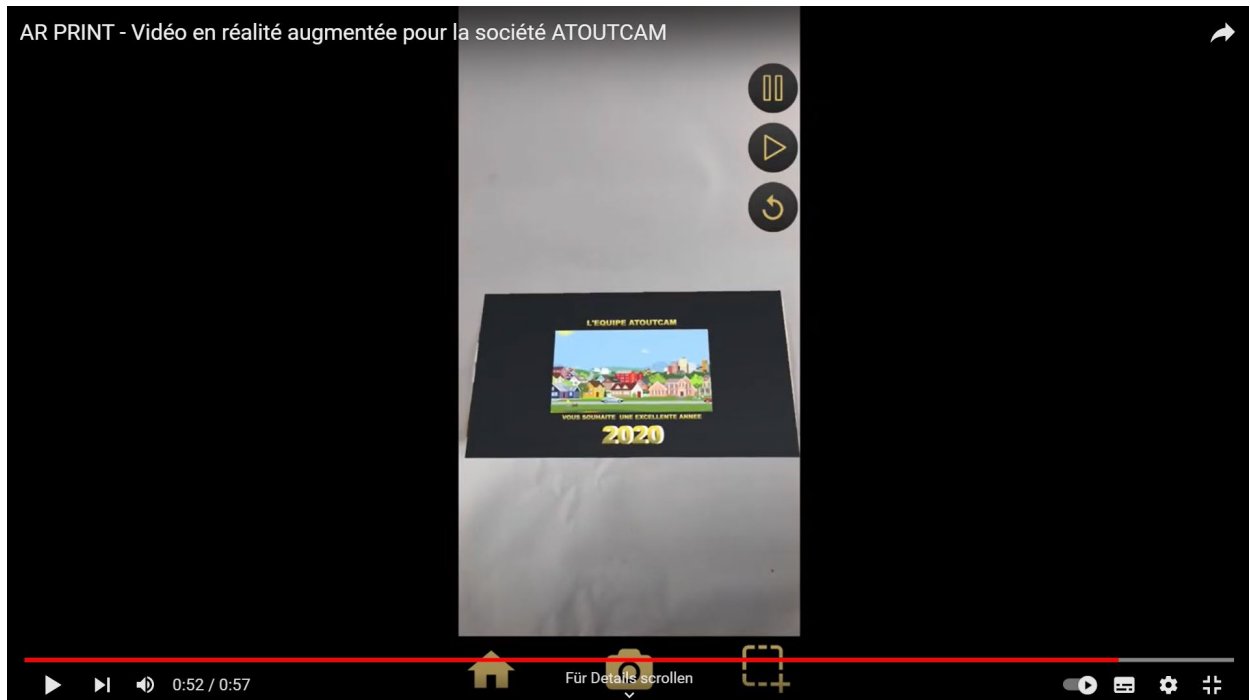 AR PRINT - Vidéo en réalité augmentée pour la société ATOUTCAM
L'EQUIPE ATOUTCAM
VOUS SOUHAITE UNE EXCELLENTE ANNEE
2020
Für Details scrollen
0:52 / 0:57